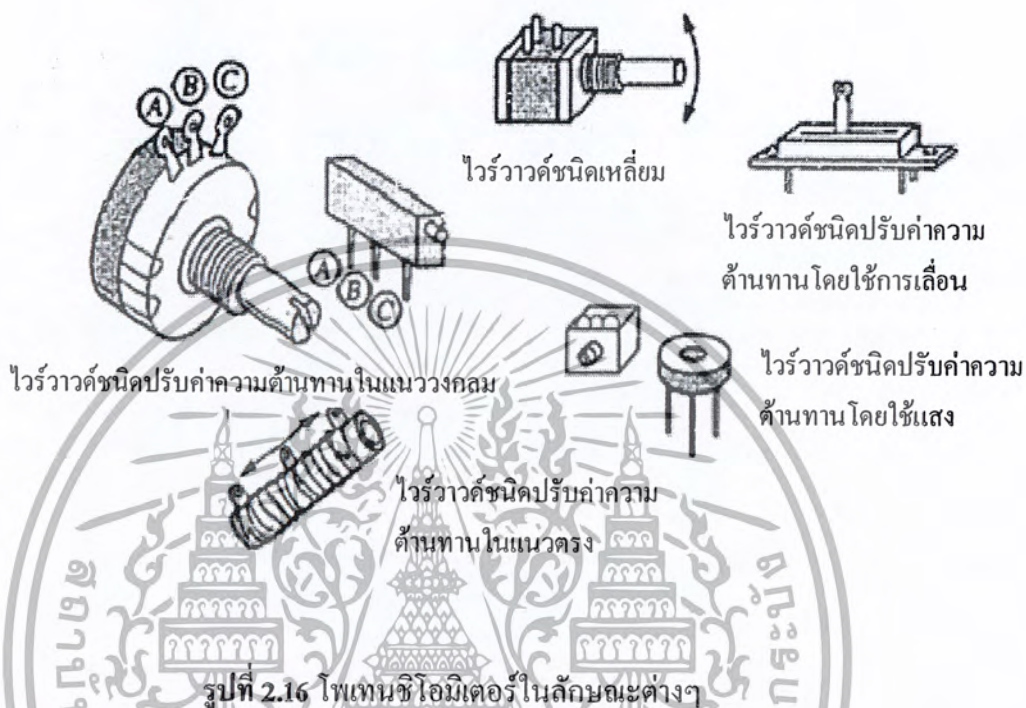 A B C
ไวร์วาวด์ชนิดเหลี่ยม
ไวร์วาวด์ชนิดปรับค่าความ
ต้านทานโดยใช้การเลื่อน
A B C
ไวร์วาวด์ชนิดปรับค่าความต้านทานในแนววงกลม
ไวร์วาวด์ชนิดปรับค่าความ
ต้านทานโดยใช้แสง
ไวร์วาวด์ชนิดปรับค่าความ
ต้านทานในแนวตรง
รูปที่ 2.16 โพเทนชิโอมิเตอร์ในลักษณะต่างๆ